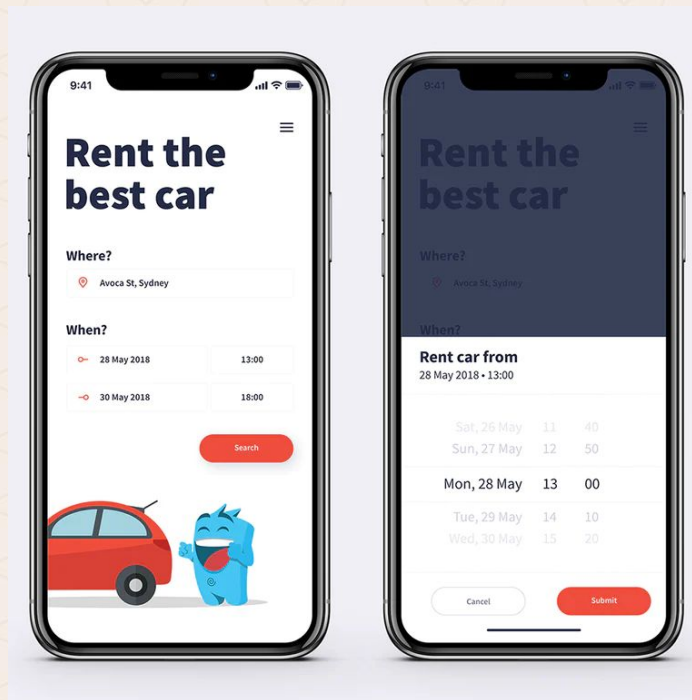 9:41
Rent the
best car
Where?
Avoca St, Sydney
When?
28 May 2018 13:00
30 May 2018 18:00
Search
9:41
Rent the
best car
Where?
Avoca St, Sydney
When?
Rent car from
28 May 2018 • 13:00
Sat, 26 May 11 40
Sun, 27 May 12 50
Mon, 28 May 13 00
Tue, 29 May 14 10
Wed, 30 May 15 20
Cancel Submit